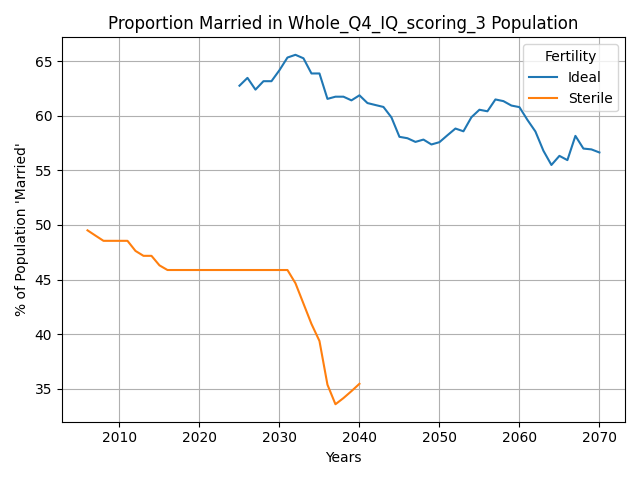 Proportion Married in Whole_Q4_IQ_scoring_3 Population
% of Population 'Married'
65
60
55
50
45
40
35
Fertility
Ideal
Sterile
2010 2020 2030 2040 2050 2060 2070
Years